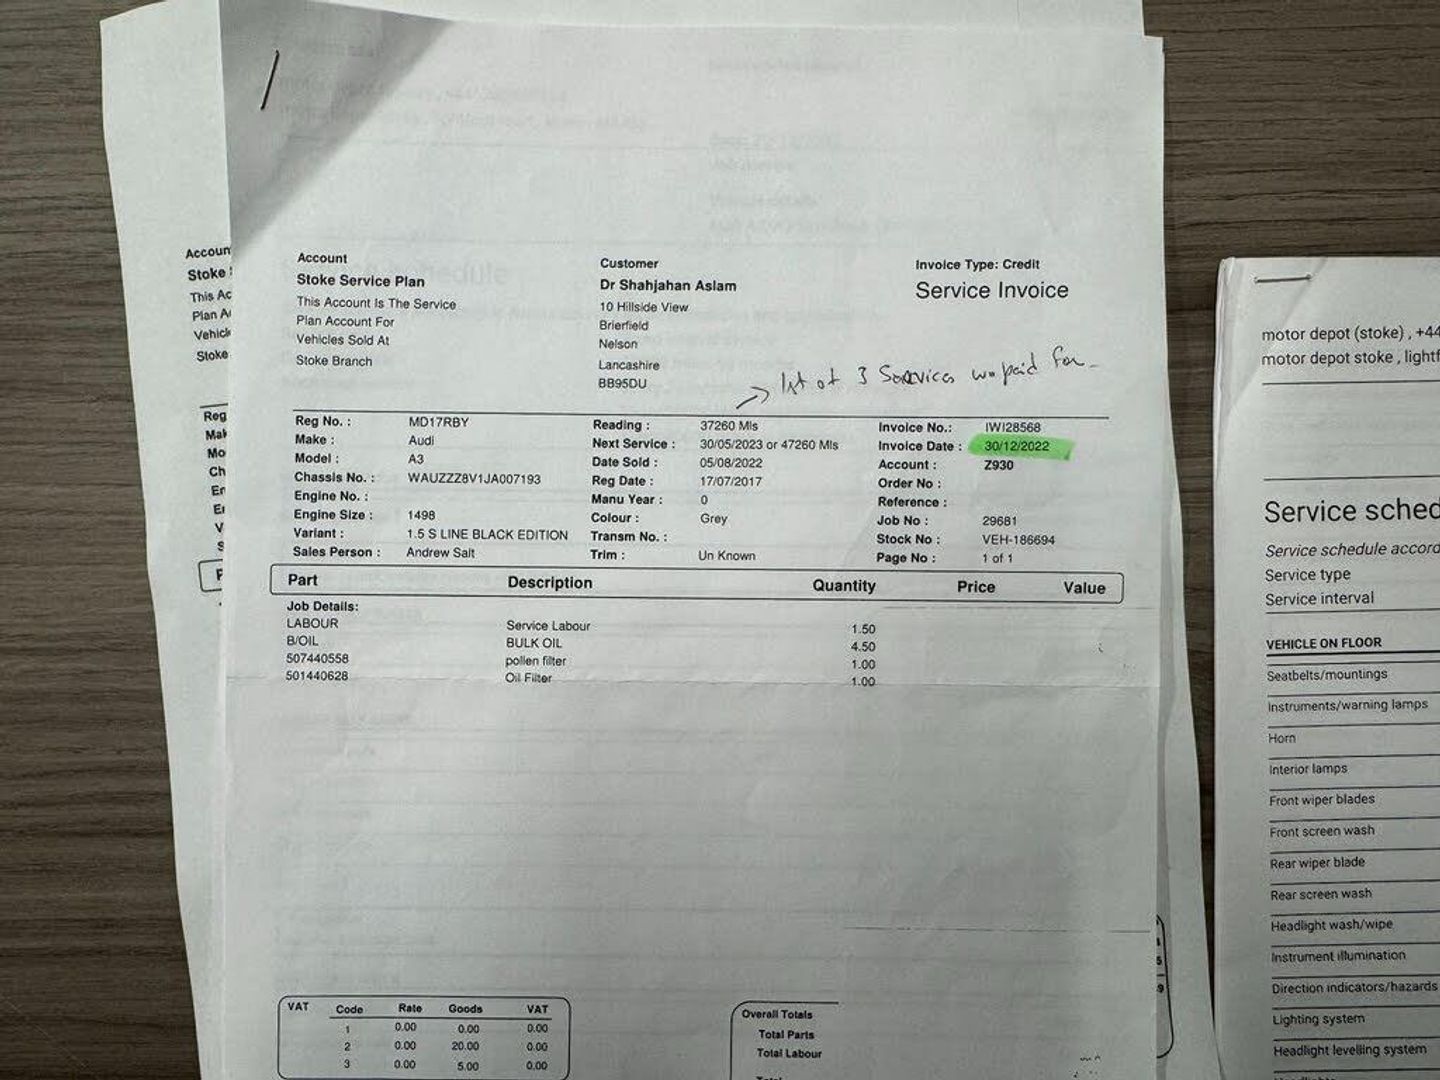 Account
Stoke Service Plan
This Account Is The Service
Plan Account For
Vehicles Sold At
Stoke Branch
Customer
Dr Shahjahan Aslam
10 Hillside View
Brierfield
Nelson
Lancashire
BB95DU
Invoice Type: Credit
Service Invoice
1st of 3 Services we paid for
Reg No. : MD17RBY
Make : Audi
Model : A3
Chassis No. : WAUZZZ8V1JA007193
Engine No. :
Engine Size : 1498
Variant : 1.5 S LINE BLACK EDITION
Sales Person : Andrew Salt
Reading : 37260 Mls
Next Service : 30/05/2023 or 47260 Mls
Date Sold : 05/08/2022
Reg Date : 17/07/2017
Manu Year : 0
Colour : Grey
Transm No. :
Trim : Un Known
Invoice No.: IWI28568
Invoice Date : 30/12/2022
Account : Z930
Order No :
Reference :
Job No : 29681
Stock No : VEH-186694
Page No : 1 of 1
Part Description Quantity Price Value
Job Details:
LABOUR Service Labour 1.50
B/OIL BULK OIL 4.50
507440558 pollen filter 1.00
501440628 Oil Filter 1.00
VAT Code Rate Goods VAT
1 0.00 0.00 0.00
2 0.00 20.00 0.00
3 0.00 5.00 0.00
Overall Totals
Total Parts
Total Labour
Accoun
Stoke
This Ac
Plan A
Vehicl
Stoke
Reg
Mak
Mo
Ch
En
motor depot (stoke) , +44
motor depot stoke , lightf
Service sched
Service schedule accord
Service type
Service interval
VEHICLE ON FLOOR
Seatbelts/mountings
Instruments/warning lamps
Horn
Interior lamps
Front wiper blades
Front screen wash
Rear wiper blade
Rear screen wash
Headlight wash/wipe
Instrument illumination
Direction indicators/hazards
Lighting system
Headlight levelling system